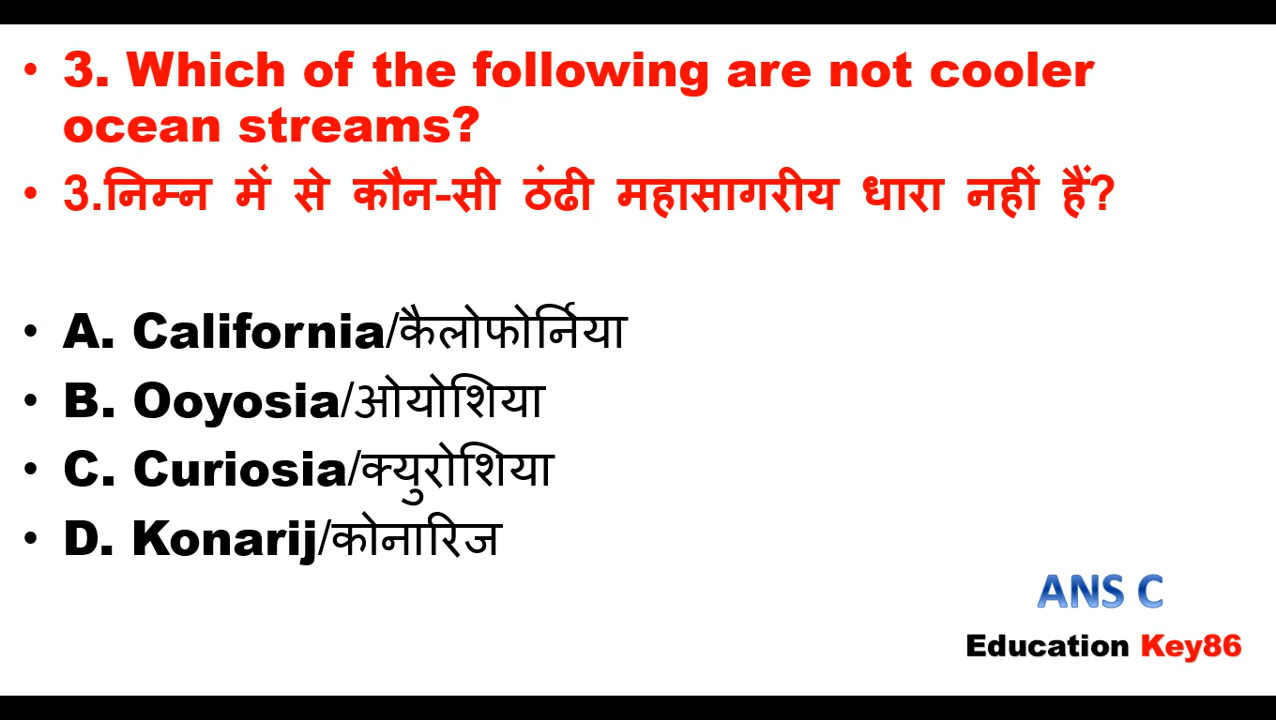 • 3. Which of the following are not cooler
ocean streams?
• 3.निम्न में से कौन-सी ठंढी महासागरीय धारा नहीं हैं?
• A. California/कैलोफोर्निया
• B. Ooyosia/ओयोशिया
• C. Curiosia/क्युरोशिया
• D. Konarij/कोनारिज
ANS C
Education Key86